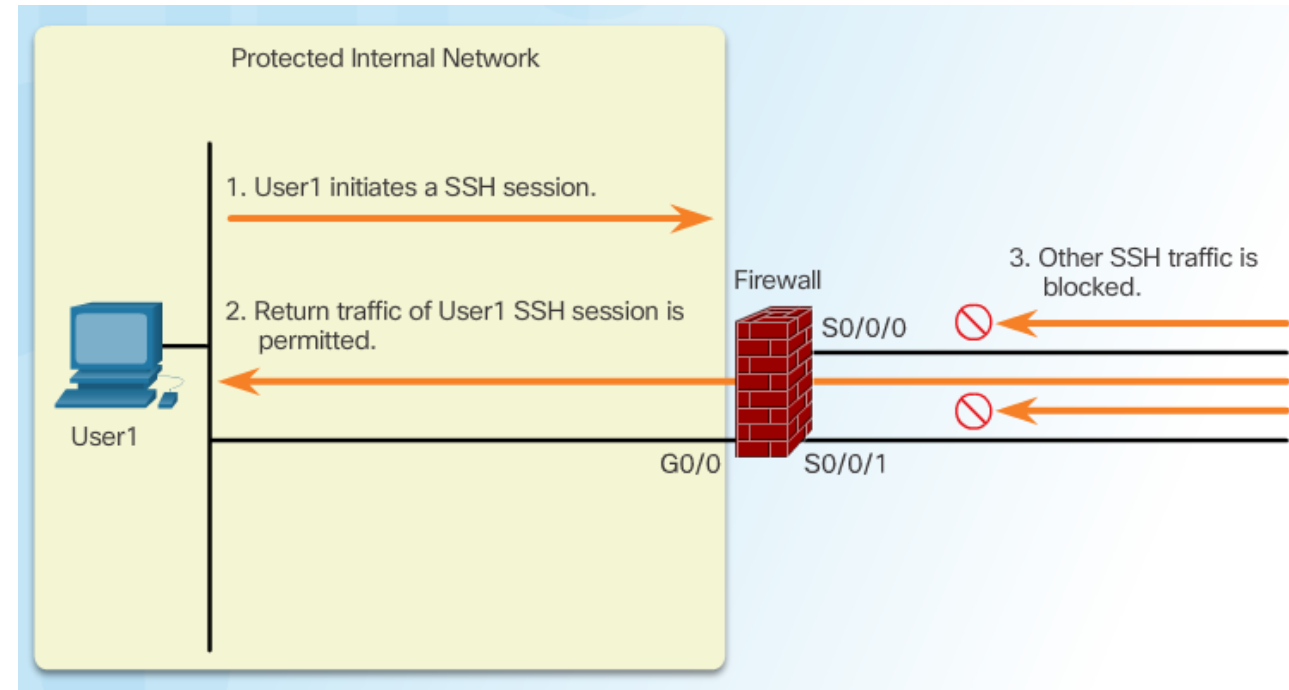 Protected Internal Network
1. User1 initiates a SSH session.
3. Other SSH traffic is
blocked.
Firewall
2. Return traffic of User1 SSH session is
permitted.
S0/0/0
User1
G0/0
S0/0/1